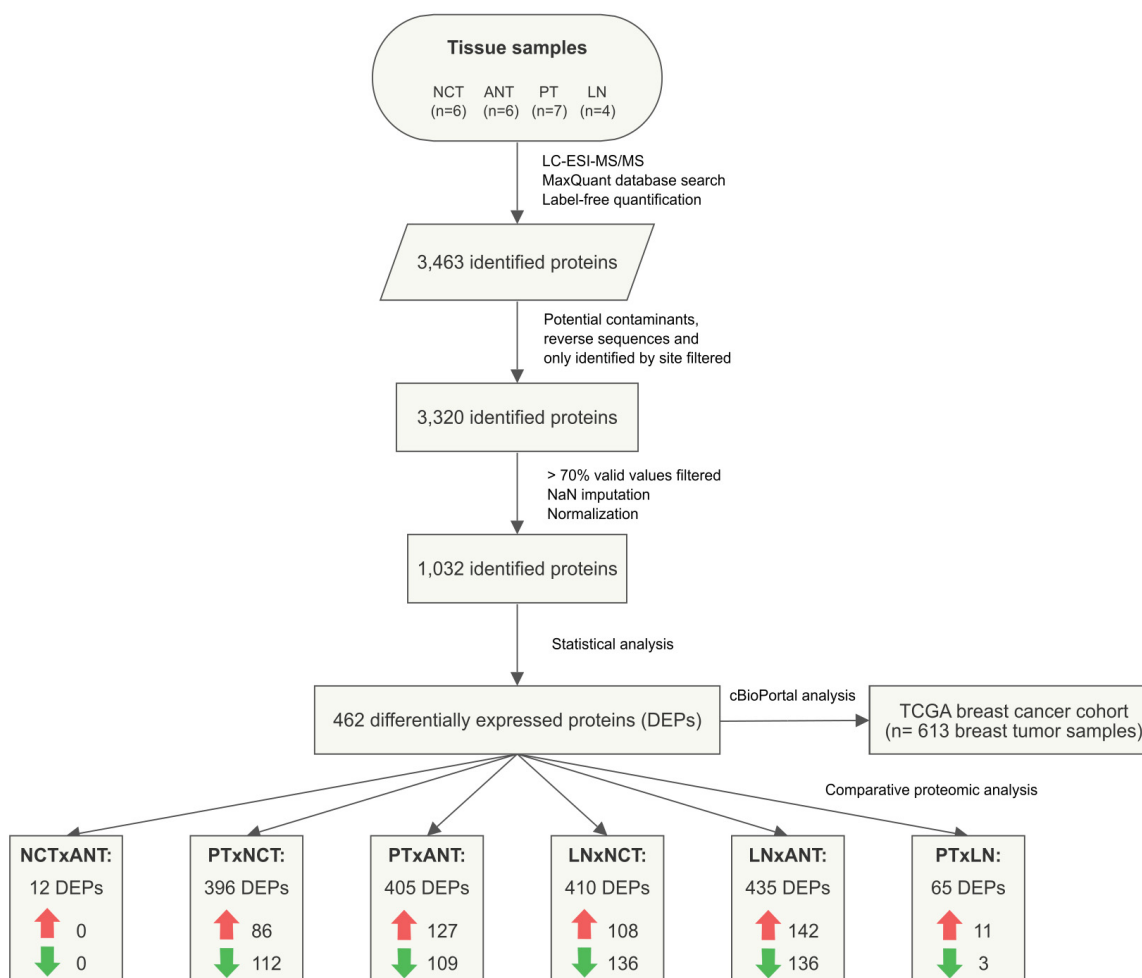 Tissue samples
NCT ANT PT LN
(n=6) (n=6) (n=7) (n=4)
LC-ESI-MS/MS
MaxQuant database search
Label-free quantification
3,463 identified proteins
Potential contaminants,
reverse sequences and
only identified by site filtered
3,320 identified proteins
> 70% valid values filtered
NaN imputation
Normalization
1,032 identified proteins
Statistical analysis
462 differentially expressed proteins (DEPs)
cBioPortal analysis
TCGA breast cancer cohort
(n= 613 breast tumor samples)
Comparative proteomic analysis
NCTxANT:
12 DEPs
0
0
PTxNCT:
396 DEPs
86
112
PTxANT:
405 DEPs
127
109
LNxNCT:
410 DEPs
108
136
LNxANT:
435 DEPs
142
136
PTxLN:
65 DEPs
11
3